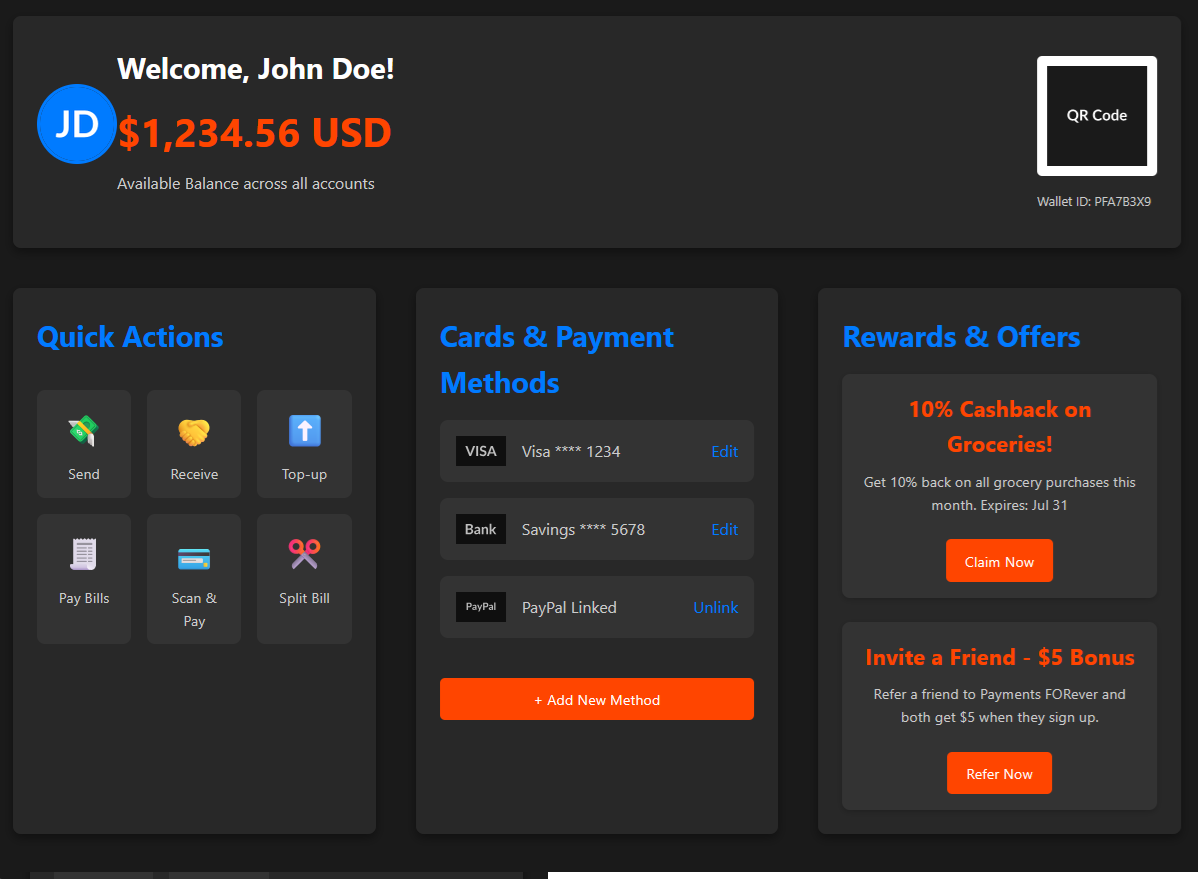 Welcome, John Doe!
JD
$1,234.56 USD
Available Balance across all accounts
QR Code
Wallet ID: PFA7B3X9
Quick Actions
Send
Receive
Top-up
Pay Bills
Scan &
Pay
Split Bill
Cards & Payment
Methods
VISA
Visa **** 1234
Edit
Bank
Savings **** 5678
Edit
PayPal
PayPal Linked
Unlink
+ Add New Method
Rewards & Offers
10% Cashback on
Groceries!
Get 10% back on all grocery purchases this
month. Expires: Jul 31
Claim Now
Invite a Friend - $5 Bonus
Refer a friend to Payments FORever and
both get $5 when they sign up.
Refer Now